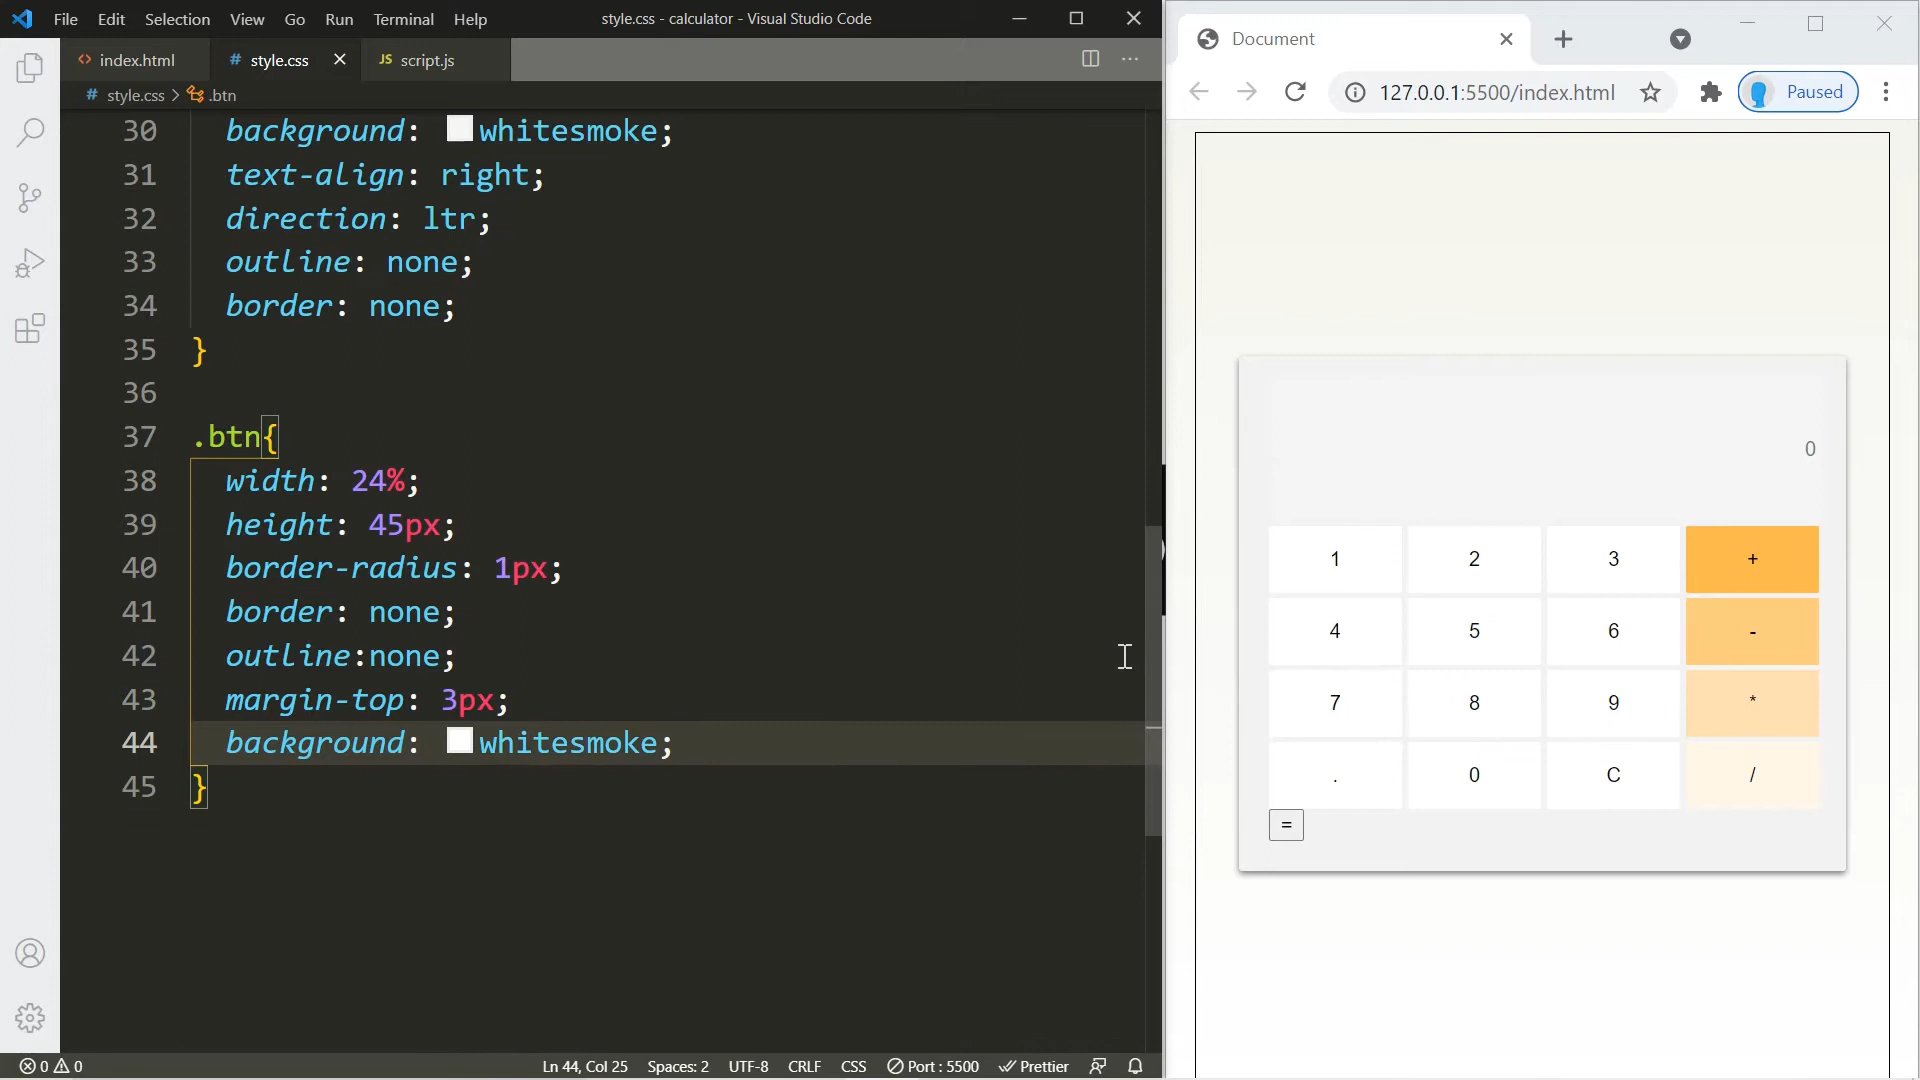 File Edit Selection View Go Run Terminal Help style.css - calculator - Visual Studio Code
<> index.html # style.css JS script.js
# style.css > .btn
30 background: whitesmoke;
31 text-align: right;
32 direction: ltr;
33 outline: none;
34 border: none;
35 }
36
37 .btn{
38 width: 24%;
39 height: 45px;
40 border-radius: 1px;
41 border: none;
42 outline:none;
43 margin-top: 3px;
44 background: whitesmoke;
45 }
0 0 Ln 44, Col 25 Spaces: 2 UTF-8 CRLF CSS Port : 5500 Prettier
Document
127.0.0.1:5500/index.html Paused
0
1 2 3 +
4 5 6 -
7 8 9 *
. 0 C /
=